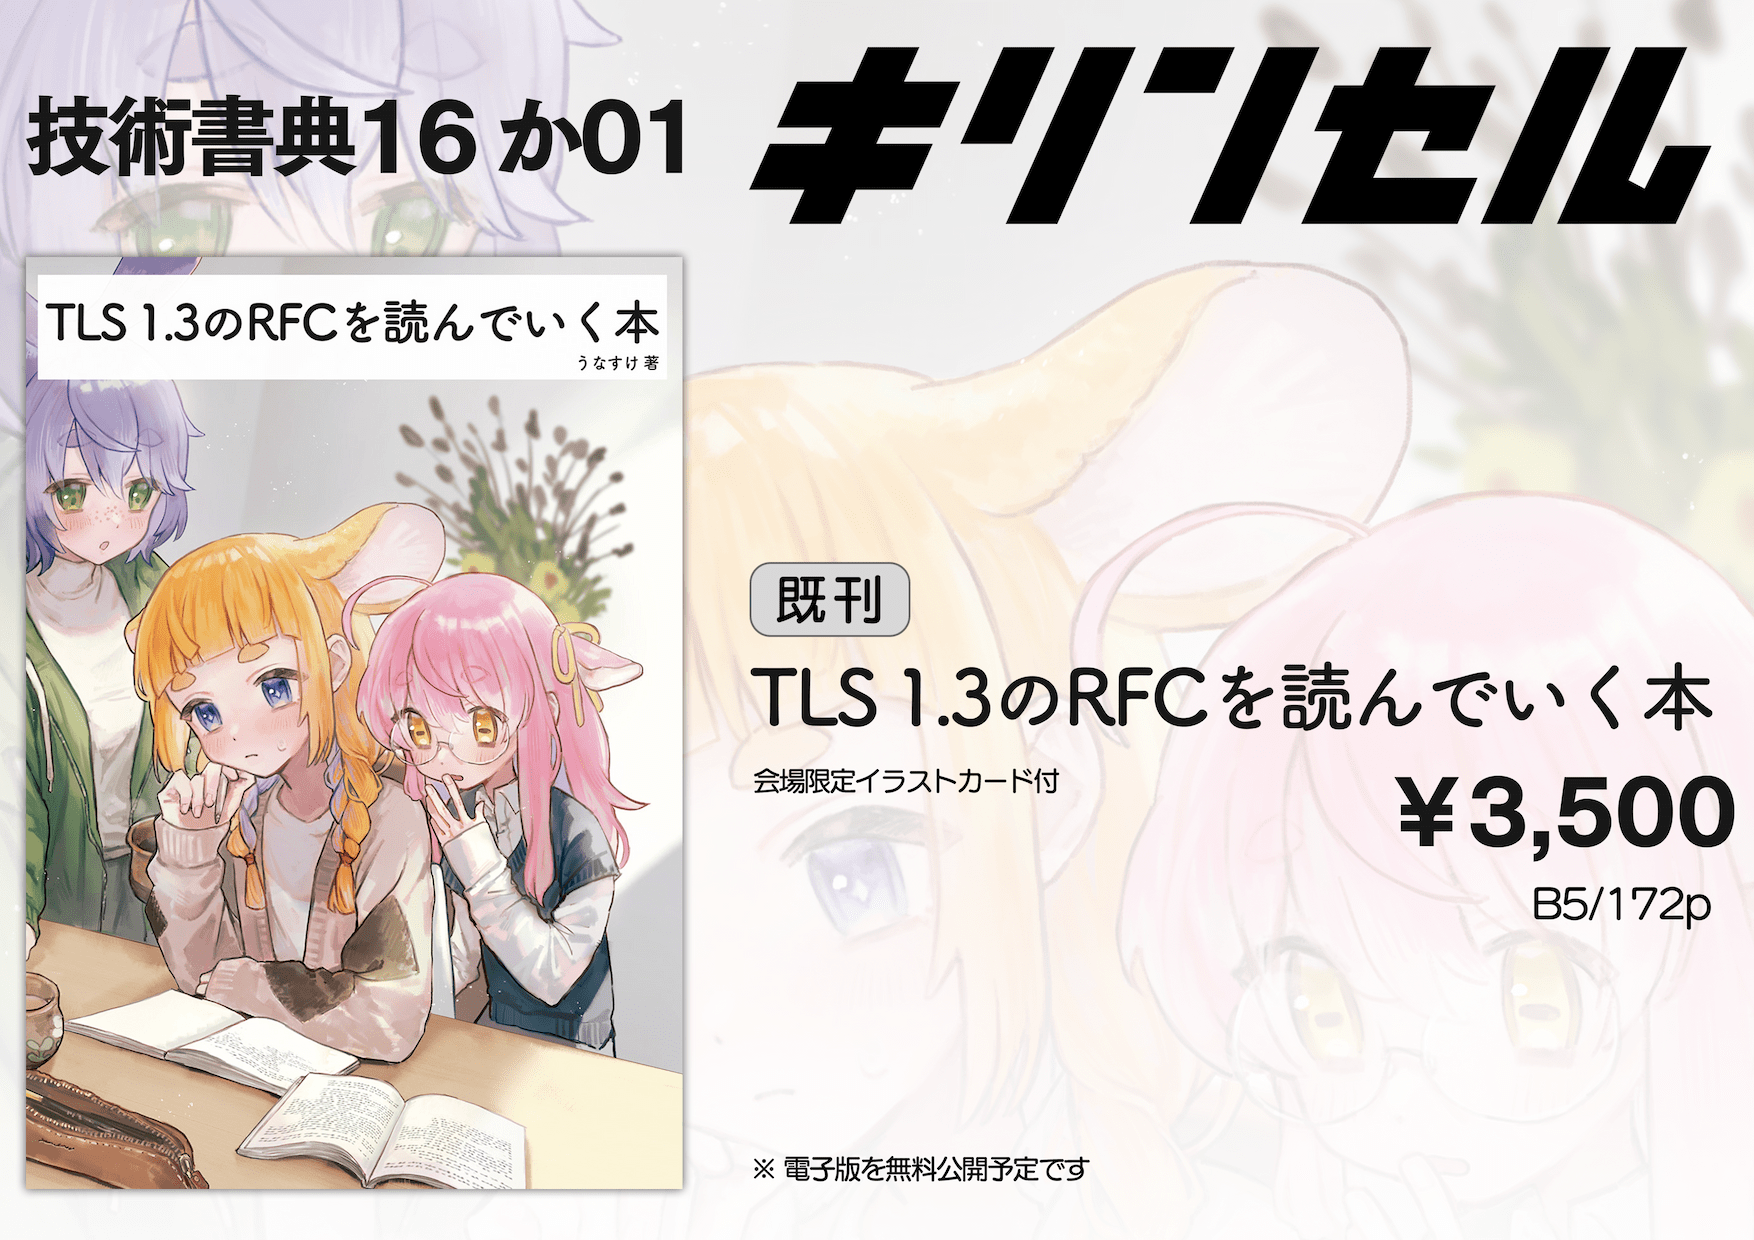 技術書典16 か01
キリンセル
TLS 1.3のRFCを読んでいく本
うなすけ 著
既刊
TLS 1.3のRFCを読んでいく本
会場限定イラストカード付
¥3,500
B5/172p
※ 電子版を無料公開予定です